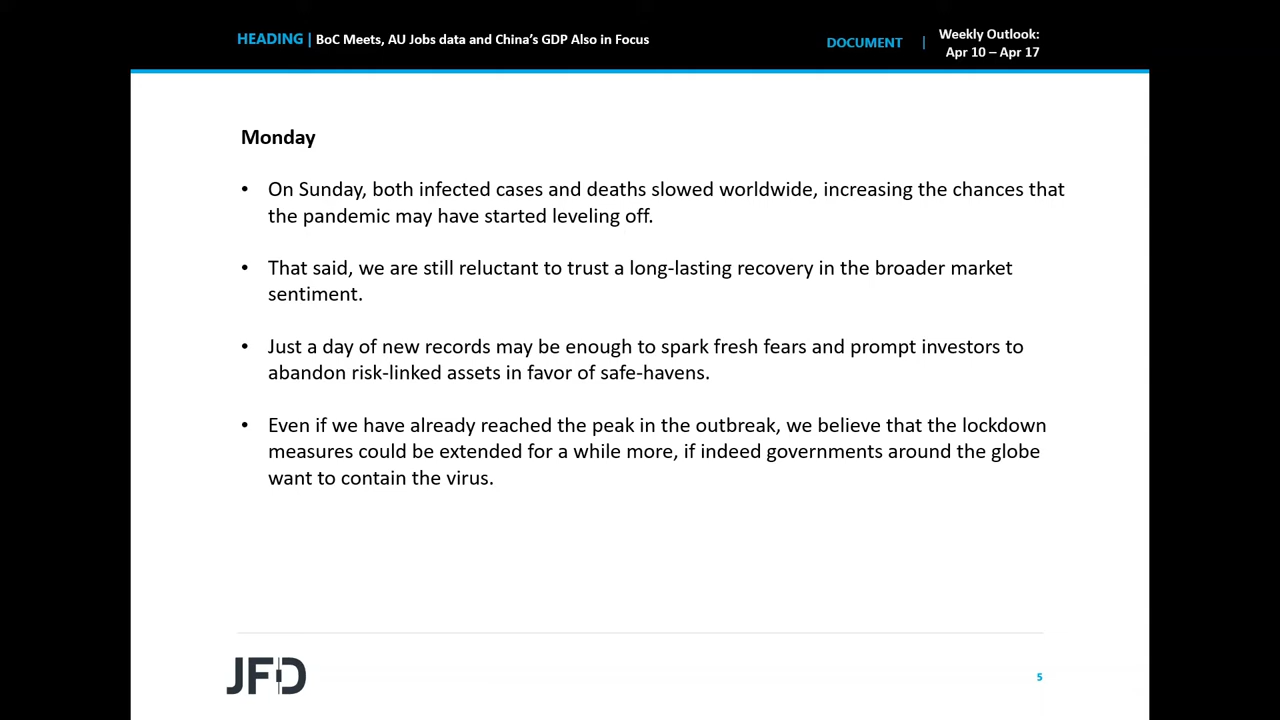 HEADING | BoC Meets, AU Jobs data and China's GDP Also in Focus
DOCUMENT | Weekly Outlook:
Apr 10 – Apr 17
Monday
• On Sunday, both infected cases and deaths slowed worldwide, increasing the chances that
the pandemic may have started leveling off.
• That said, we are still reluctant to trust a long-lasting recovery in the broader market
sentiment.
• Just a day of new records may be enough to spark fresh fears and prompt investors to
abandon risk-linked assets in favor of safe-havens.
• Even if we have already reached the peak in the outbreak, we believe that the lockdown
measures could be extended for a while more, if indeed governments around the globe
want to contain the virus.
JFD
5